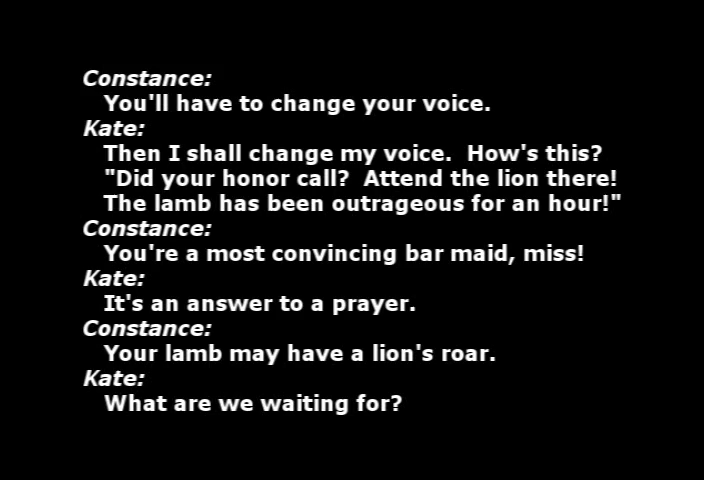 Constance:
You'll have to change your voice.
Kate:
Then I shall change my voice.  How's this?
"Did your honor call?  Attend the lion there!
The lamb has been outrageous for an hour!"
Constance:
You're a most convincing bar maid, miss!
Kate:
It's an answer to a prayer.
Constance:
Your lamb may have a lion's roar.
Kate:
What are we waiting for?